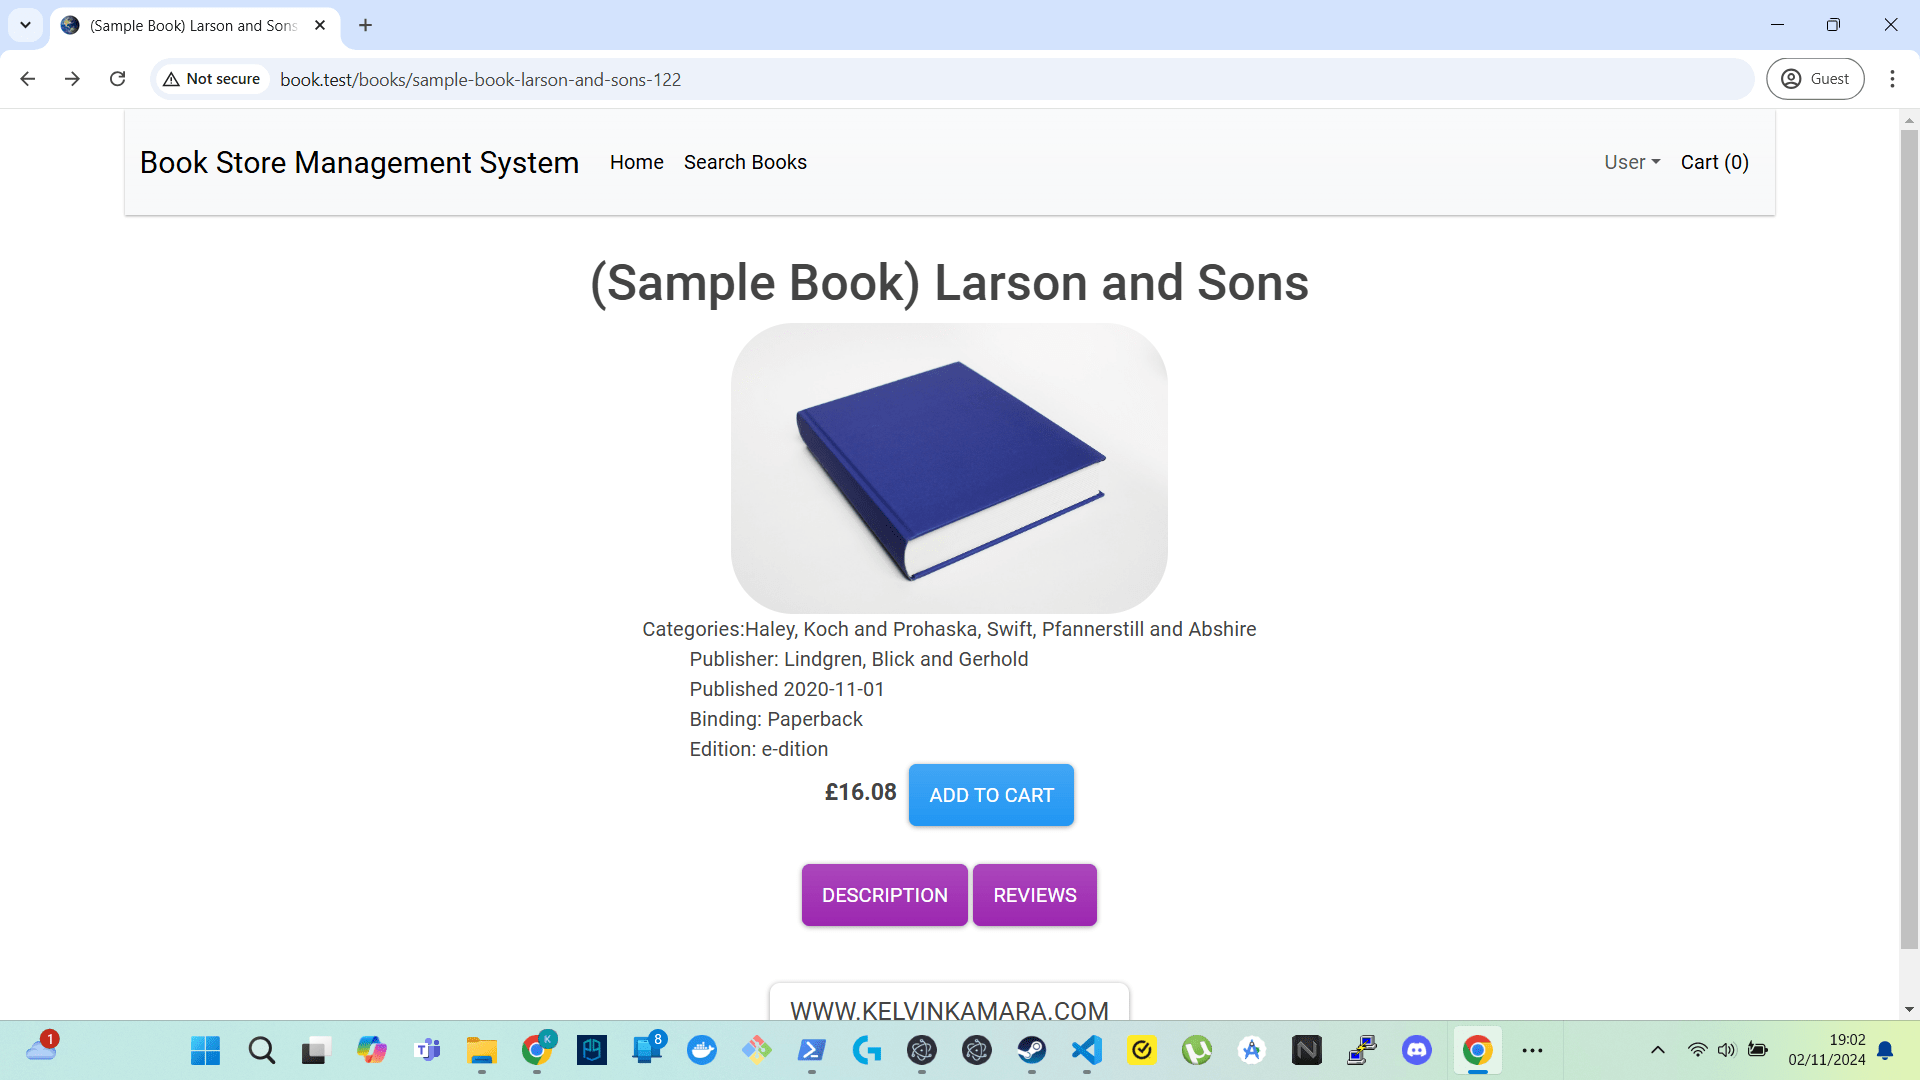 (Sample Book) Larson and Sons
Not secure
book.test/books/sample-book-larson-and-sons-122
Guest
Book Store Management System
Home
Search Books
User
Cart (0)
(Sample Book) Larson and Sons
Categories:Haley, Koch and Prohaska, Swift, Pfannerstill and Abshire
Publisher: Lindgren, Blick and Gerhold
Published 2020-11-01
Binding: Paperback
Edition: e-dition
£16.08
ADD TO CART
DESCRIPTION
REVIEWS
WWW.KELVINKAMARA.COM
1
K
8
19:02
02/11/2024